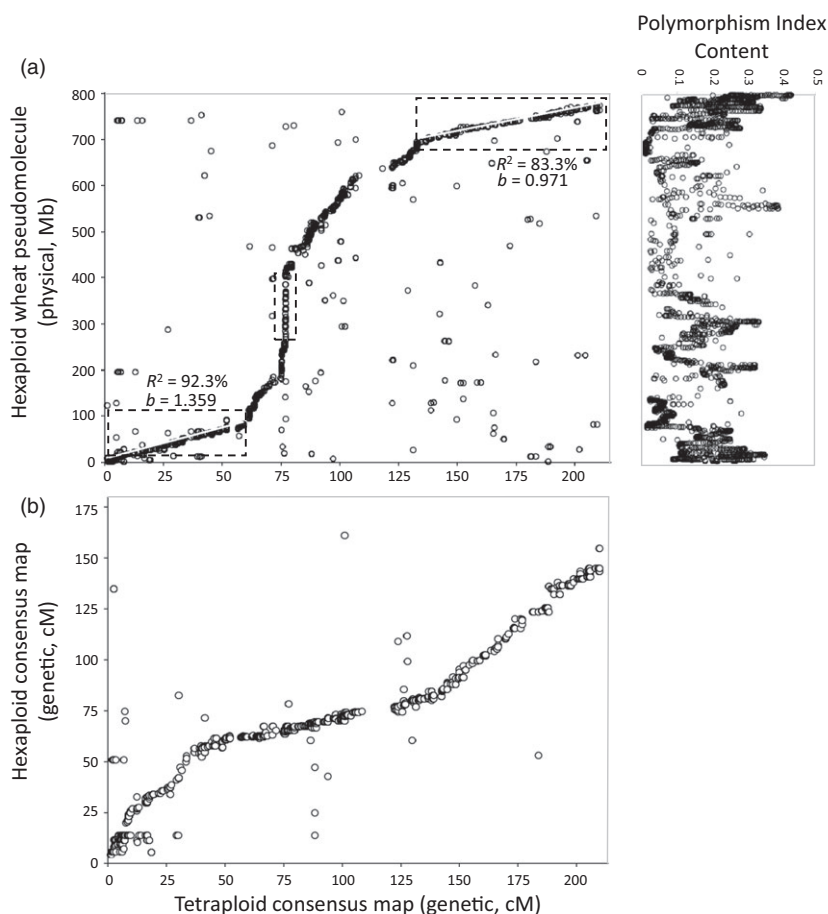 Polymorphism Index
Content
0 0.1 0.2 0.3 0.4 0.5
(a)
800
700
600
500
400
300
200
100
0
Hexaploid wheat pseudomolecule
(physical, Mb)
R² = 83.3%
b = 0.971
R² = 92.3%
b = 1.359
0 25 50 75 100 125 150 175 200
(b)
175
150
125
100
75
50
25
0
Hexaploid consensus map
(genetic, cM)
0 25 50 75 100 125 150 175 200
Tetraploid consensus map (genetic, cM)